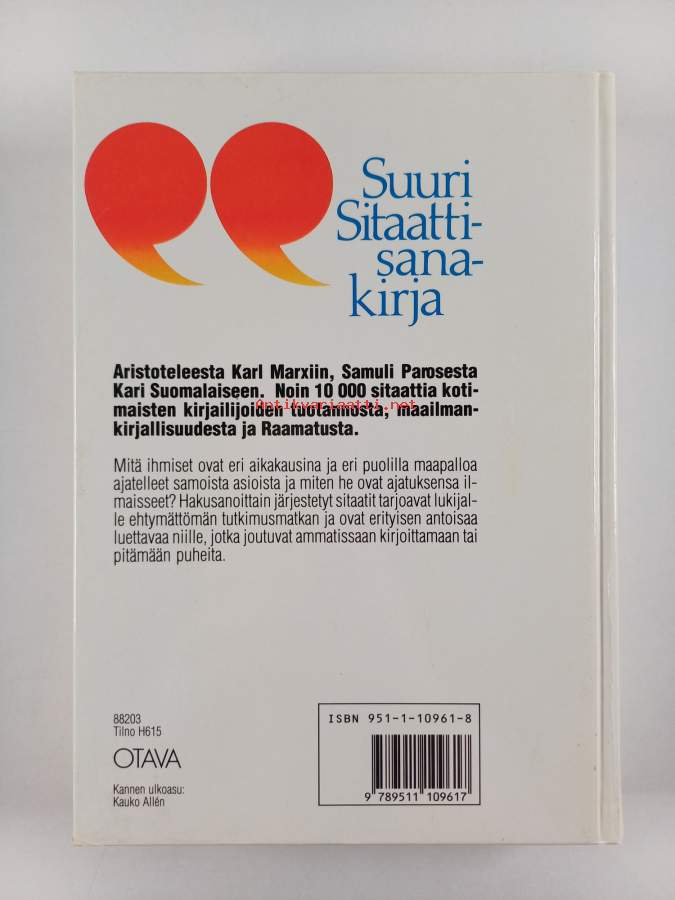 Suuri
Sitaatti-
sana-
kirja
Aristoteleesta Karl Marxiin, Samuli Parosesta
Kari Suomalaiseen. Noin 10 000 sitaattia koti-
maisten kirjailijoiden tuotannosta, maailman-
kirjallisuudesta ja Raamatusta.
Antikvariaatti.net
Mitä ihmiset ovat eri aikakausina ja eri puolilla maapalloa
ajatelleet samoista asioista ja miten he ovat ajatuksensa il-
maisseet? Hakusanoittain järjestetyt sitaatit tarjoavat lukijal-
le ehtymättömän tutkimusmatkan ja ovat erityisen antoisaa
luettavaa niille, jotka joutuvat ammatissaan kirjoittamaan tai
pitämään puheita.
88203
Tilno H615
OTAVA
Kannen ulkoasu:
Kauko Allén
ISBN 951-1-10961-8
9 789511 109617